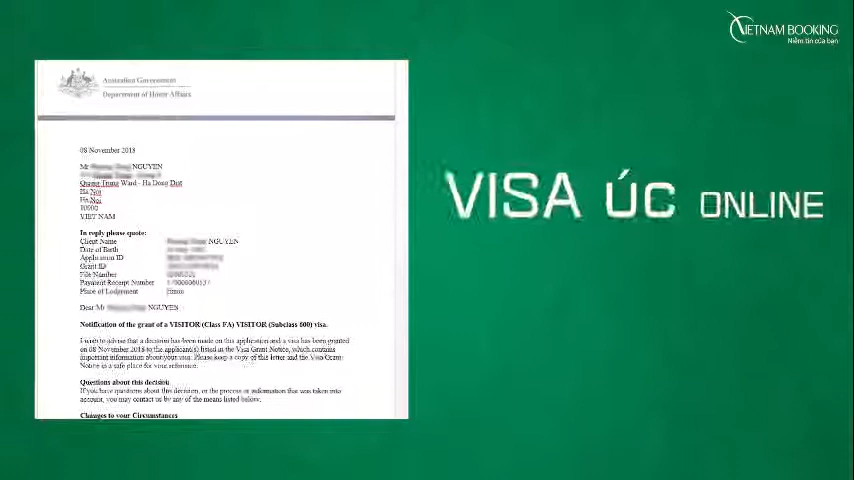 VIETNAM BOOKING
Niềm tin của bạn
Australian Government
Department of Home Affairs
VISA ÚC ONLINE
08 November 2018
Mr NGUYEN
Quang Trung Ward - Ha Dong Dist
Ha Noi
Ha Noi
10000
VIET NAM
In reply please quote:
Client Name NGUYEN
Date of Birth
Application ID
Grant ID
File Number
Payment Receipt Number
Place of Lodgement Hanoi
Dear Mr NGUYEN
Notification of the grant of a VISITOR (Class FA) VISITOR (Subclass 600) visa.
I wish to advise that a decision has been made on this application and a visa has been granted
on 08 November 2018 to the applicant(s) listed in the Visa Grant Notice, which contains
important information about your visa. Please keep a copy of this letter and the Visa Grant
Notice in a safe place for your reference.
Questions about this decision
If you have questions about this decision, or the process or information that was taken into
account, you may contact us by any of the means listed below.
Changes to your Circumstances